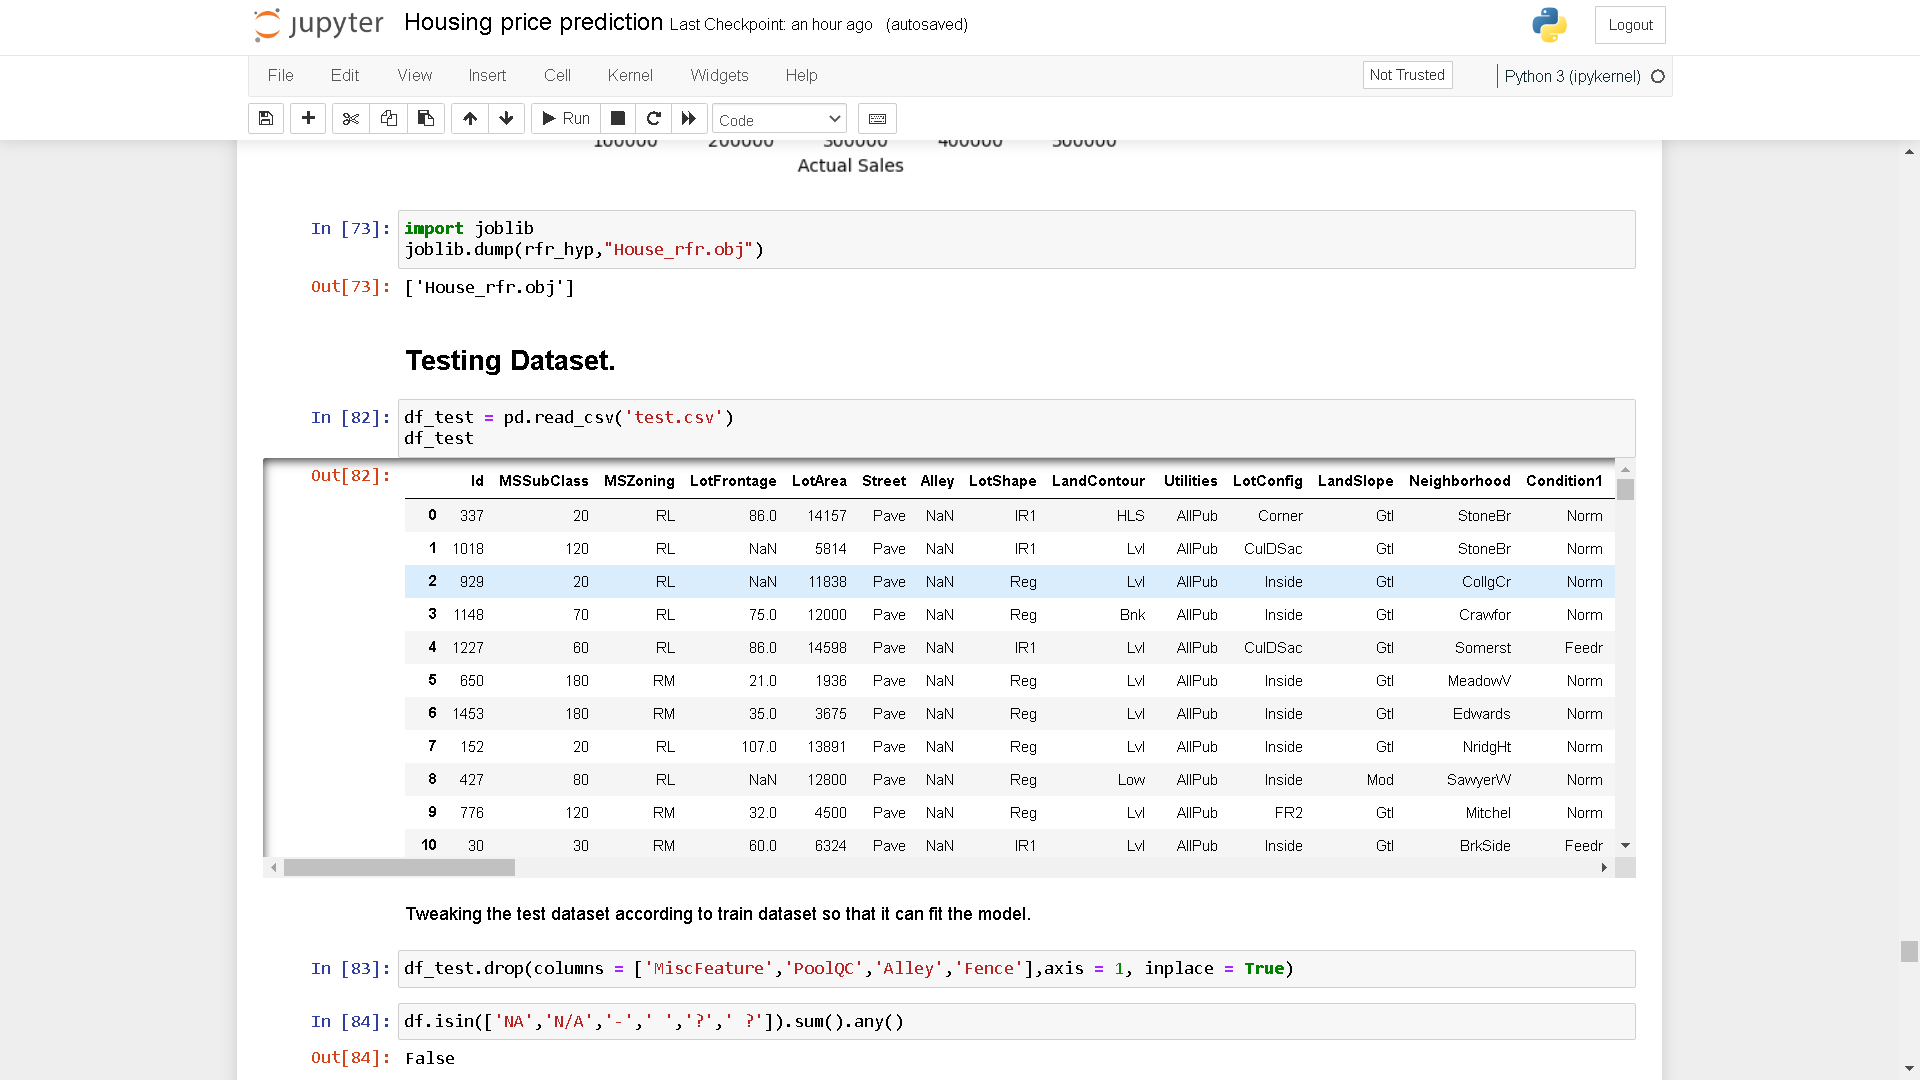 jupyter Housing price prediction Last Checkpoint: an hour ago (autosaved)
Logout
File Edit View Insert Cell Kernel Widgets Help
Not Trusted
Python 3 (ipykernel)
Run
Code
100000 200000 300000 400000 500000
Actual Sales
In [73]: import joblib
joblib.dump(rfr_hyp,"House_rfr.obj")
Out[73]: ['House_rfr.obj']
Testing Dataset.
In [82]: df_test = pd.read_csv('test.csv')
df_test
Out[82]:
Id MSSubClass MSZoning LotFrontage LotArea Street Alley LotShape LandContour Utilities LotConfig LandSlope Neighborhood Condition1
0 337 20 RL 86.0 14157 Pave NaN IR1 HLS AllPub Corner Gtl StoneBr Norm
1 1018 120 RL NaN 5814 Pave NaN IR1 Lvl AllPub CulDSac Gtl StoneBr Norm
2 929 20 RL NaN 11838 Pave NaN Reg Lvl AllPub Inside Gtl CollgCr Norm
3 1148 70 RL 75.0 12000 Pave NaN Reg Bnk AllPub Inside Gtl Crawfor Norm
4 1227 60 RL 86.0 14598 Pave NaN IR1 Lvl AllPub CulDSac Gtl Somerst Feedr
5 650 180 RM 21.0 1936 Pave NaN Reg Lvl AllPub Inside Gtl MeadowV Norm
6 1453 180 RM 35.0 3675 Pave NaN Reg Lvl AllPub Inside Gtl Edwards Norm
7 152 20 RL 107.0 13891 Pave NaN Reg Lvl AllPub Inside Gtl NridgHt Norm
8 427 80 RL NaN 12800 Pave NaN Reg Low AllPub Inside Mod SawyerW Norm
9 776 120 RM 32.0 4500 Pave NaN Reg Lvl AllPub FR2 Gtl Mitchel Norm
10 30 30 RM 60.0 6324 Pave NaN IR1 Lvl AllPub Inside Gtl BrkSide Feedr
Tweaking the test dataset according to train dataset so that it can fit the model.
In [83]: df_test.drop(columns = ['MiscFeature','PoolQC','Alley','Fence'],axis = 1, inplace = True)
In [84]: df.isin(['NA','N/A','-',' ','?',' ?']).sum().any()
Out[84]: False